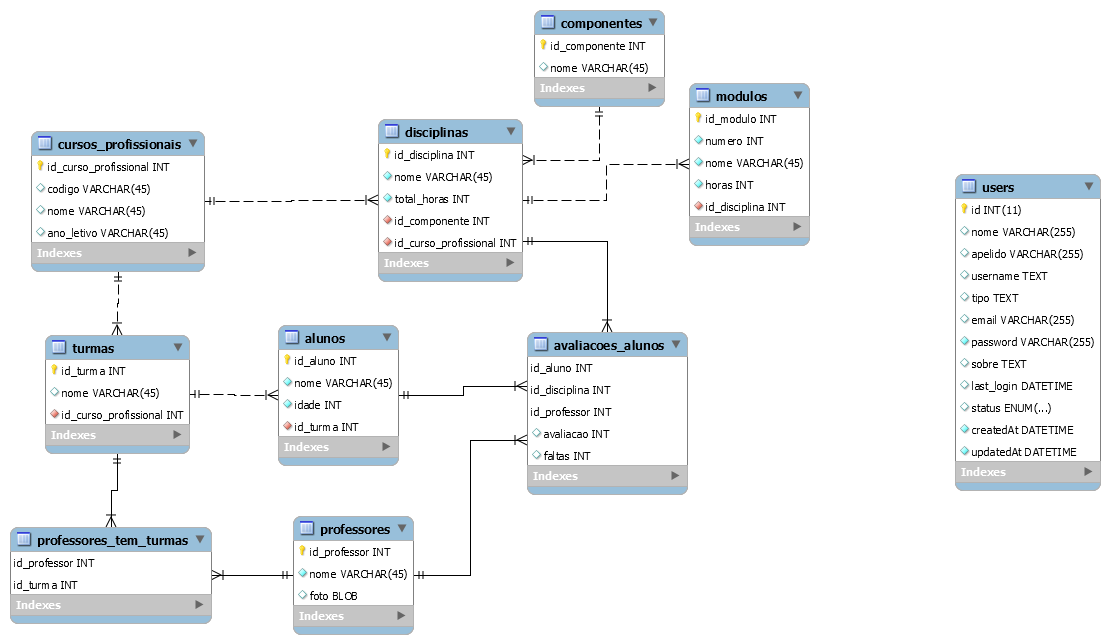 componentes
id_componente INT
nome VARCHAR(45)
Indexes
modulos
id_modulo INT
numero INT
nome VARCHAR(45)
horas INT
id_disciplina INT
Indexes
cursos_profissionais
id_curso_profissional INT
codigo VARCHAR(45)
nome VARCHAR(45)
ano_letivo VARCHAR(45)
Indexes
disciplinas
id_disciplina INT
nome VARCHAR(45)
total_horas INT
id_componente INT
id_curso_profissional INT
Indexes
users
id INT(11)
nome VARCHAR(255)
apelido VARCHAR(255)
username TEXT
tipo TEXT
email VARCHAR(255)
password VARCHAR(255)
sobre TEXT
last_login DATETIME
status ENUM(...)
createdAt DATETIME
updatedAt DATETIME
Indexes
turmas
id_turma INT
nome VARCHAR(45)
id_curso_profissional INT
Indexes
alunos
id_aluno INT
nome VARCHAR(45)
idade INT
id_turma INT
Indexes
avaliacoes_alunos
id_aluno INT
id_disciplina INT
id_professor INT
avaliacao INT
faltas INT
Indexes
professores_tem_turmas
id_professor INT
id_turma INT
Indexes
professores
id_professor INT
nome VARCHAR(45)
foto BLOB
Indexes